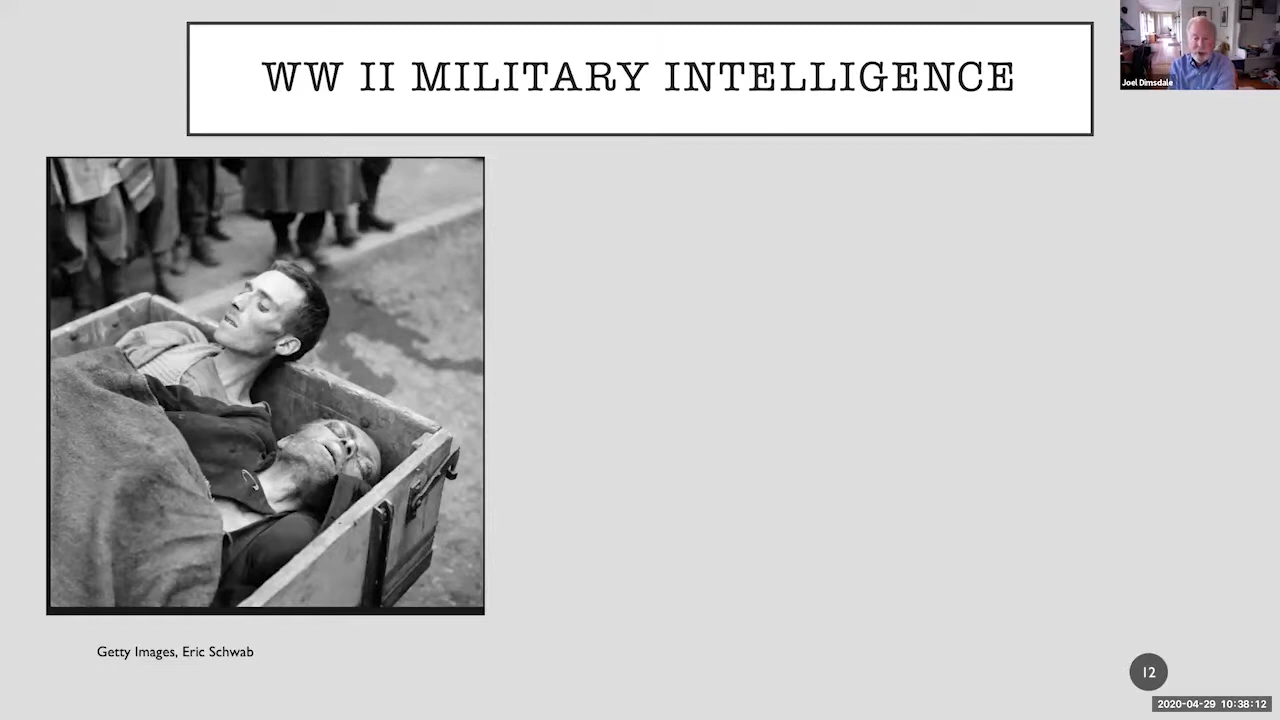 WW II MILITARY INTELLIGENCE
Joel Dimsdale
Getty Images, Eric Schwab
12
2020-04-29 10:38:12